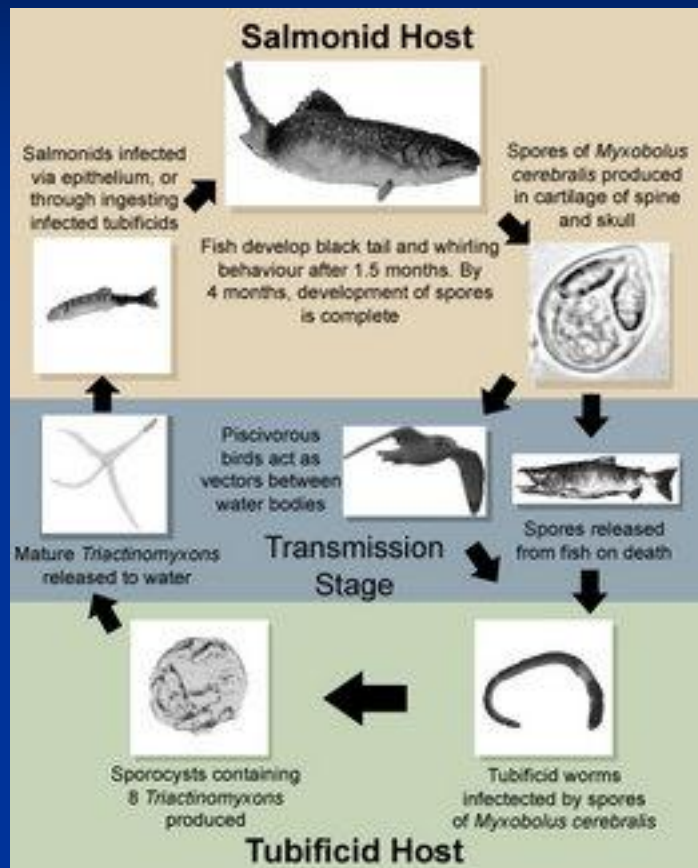 Salmonid Host
Salmonids infected
via epithelium, or
through ingesting
infected tubificids
Spores of Myxobolus
cerebralis produced
in cartilage of spine
and skull
Fish develop black tail and whirling
behaviour after 1.5 months. By
4 months, development of spores
is complete
Piscivorous
birds act as
vectors between
water bodies
Spores released
from fish on death
Mature Triactinomyxons
released to water
Transmission
Stage
Sporocysts containing
8 Triactinomyxons
produced
Tubificid worms
infectected by spores
of Myxobolus cerebralis
Tubificid Host